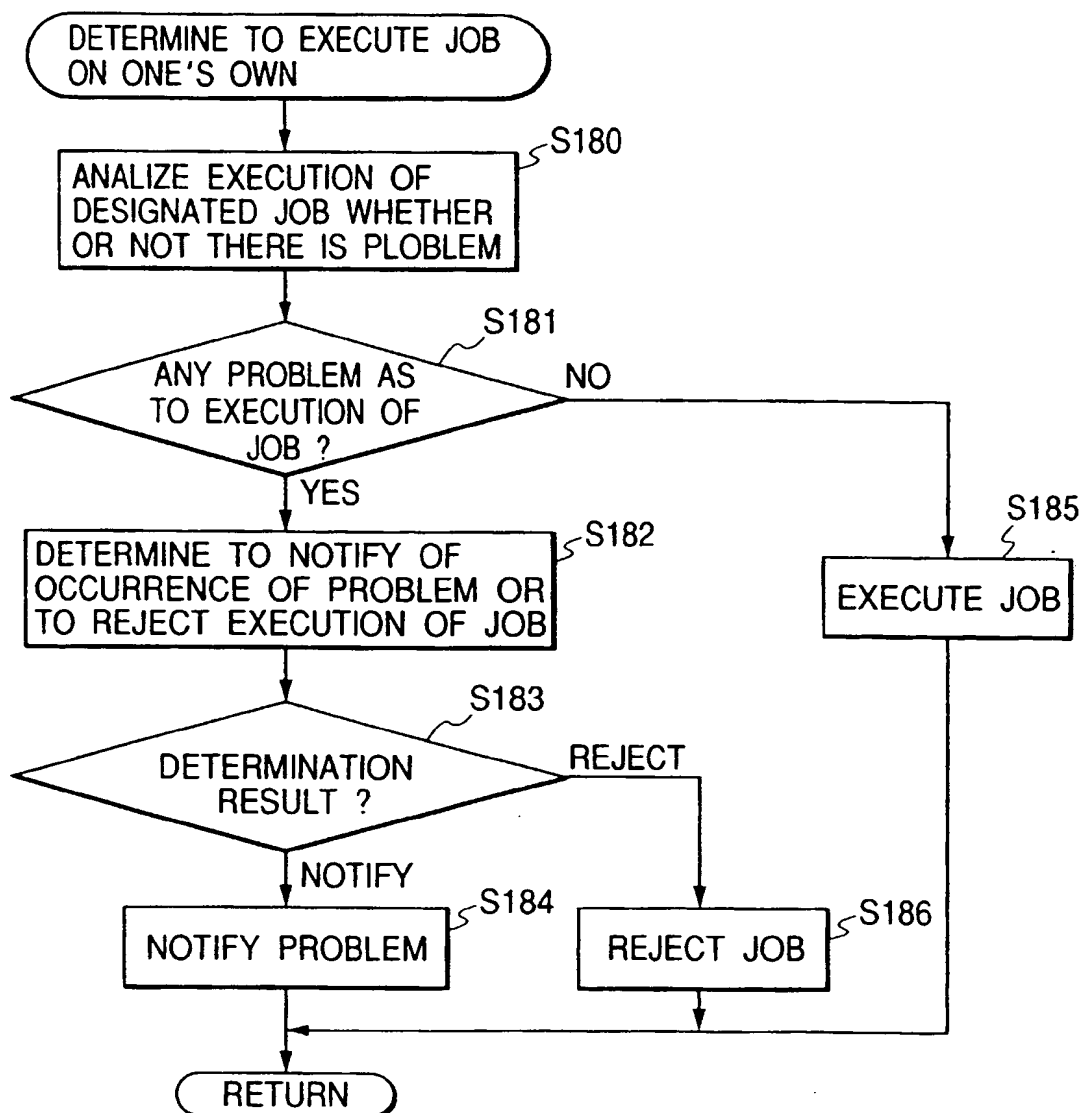 DETERMINE TO EXECUTE JOB
ON ONE'S OWN
S180
ANALIZE EXECUTION OF
DESIGNATED JOB WHETHER
OR NOT THERE IS PLOBLEM
S181
ANY PROBLEM AS
TO EXECUTION OF
JOB ?
NO
YES
S182
DETERMINE TO NOTIFY OF
OCCURRENCE OF PROBLEM OR
TO REJECT EXECUTION OF JOB
S185
EXECUTE JOB
S183
DETERMINATION
RESULT ?
REJECT
NOTIFY
S184
NOTIFY PROBLEM
S186
REJECT JOB
RETURN